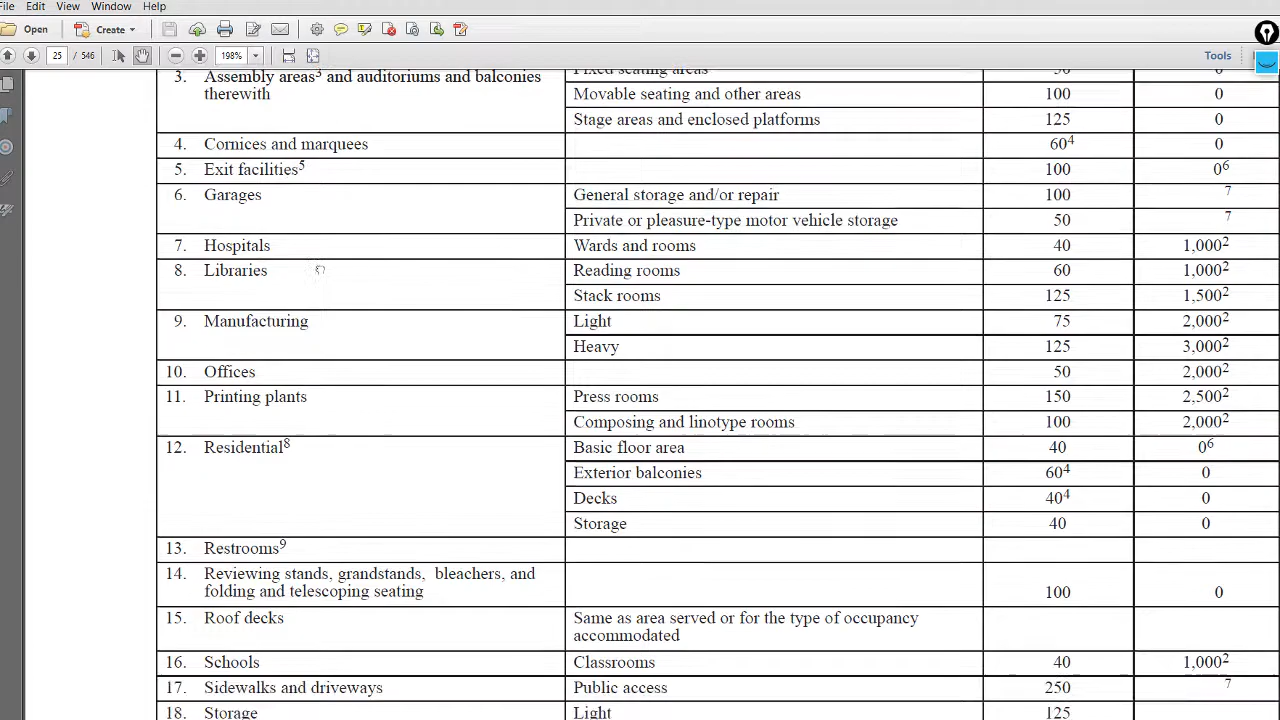 File Edit View Window Help
Open Create
25 / 546 198% Tools
3. Assembly areas³ and auditoriums and balconies Fixed seating areas 50 0
therewith Movable seating and other areas 100 0
Stage areas and enclosed platforms 125 0
4. Cornices and marquees 60⁴ 0
5. Exit facilities⁵ 100 0⁶
6. Garages General storage and/or repair 100 ⁷
Private or pleasure-type motor vehicle storage 50 ⁷
7. Hospitals Wards and rooms 40 1,000²
8. Libraries Reading rooms 60 1,000²
Stack rooms 125 1,500²
9. Manufacturing Light 75 2,000²
Heavy 125 3,000²
10. Offices 50 2,000²
11. Printing plants Press rooms 150 2,500²
Composing and linotype rooms 100 2,000²
12. Residential⁸ Basic floor area 40 0⁶
Exterior balconies 60⁴ 0
Decks 40⁴ 0
Storage 40 0
13. Restrooms⁹
14. Reviewing stands, grandstands, bleachers, and
folding and telescoping seating 100 0
15. Roof decks Same as area served or for the type of occupancy
accommodated
16. Schools Classrooms 40 1,000²
17. Sidewalks and driveways Public access 250 ⁷
18. Storage Light 125